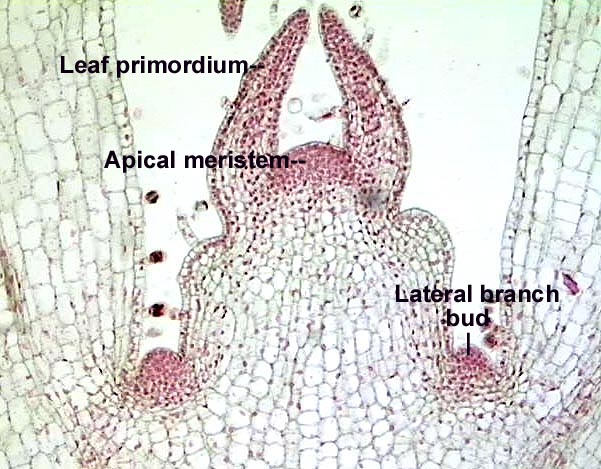 Leaf primordium--
Apical meristem--
Lateral branch
bud